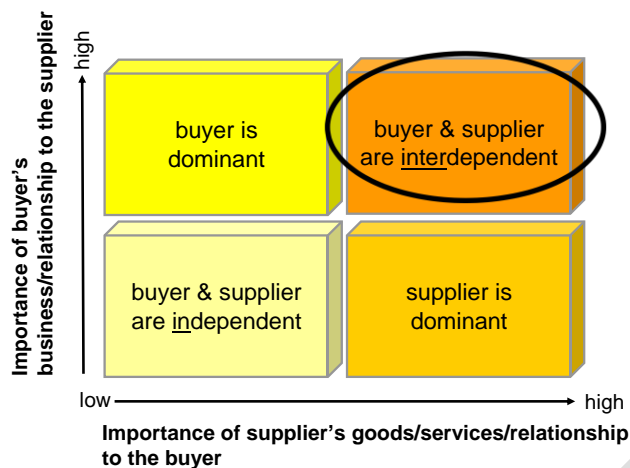 Importance of buyer's
business/relationship to the supplier
high
buyer is
dominant
buyer & supplier
are interdependent
buyer & supplier
are independent
supplier is
dominant
low
high
Importance of supplier's goods/services/relationship
to the buyer